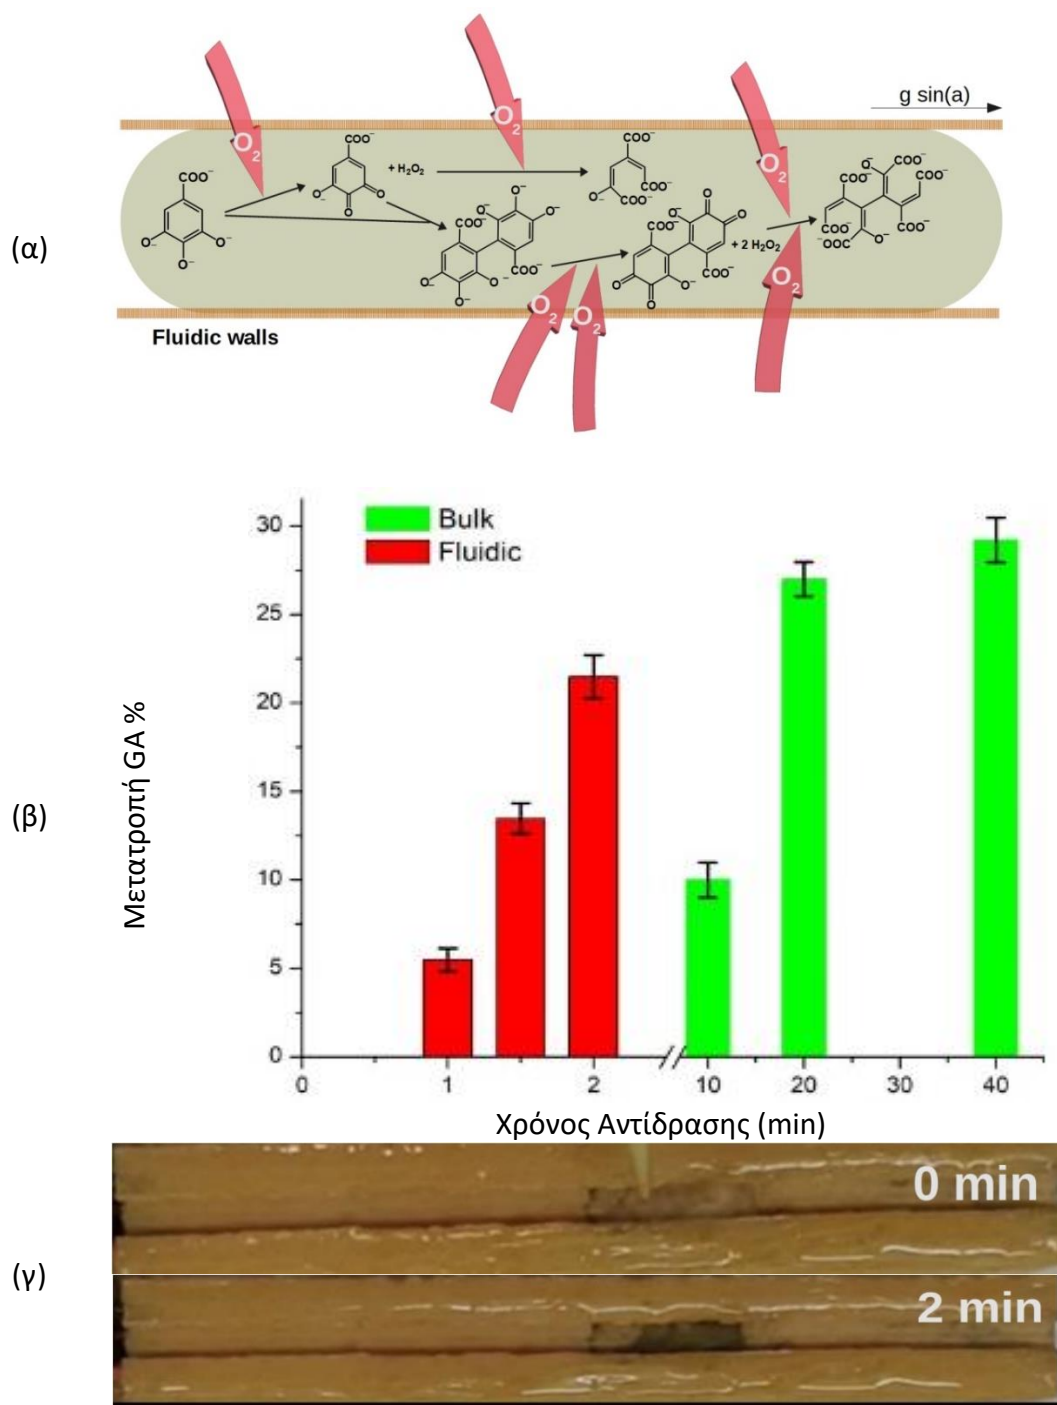 (α)
g sin(a)
O₂
O₂
O₂
COO⁻
COO⁻
O⁻
O⁻
O⁻
O⁻
O
O
+ H₂O₂
COO⁻
COO⁻
COO⁻
O⁻
COO⁻
COO⁻
O⁻
O⁻
O⁻
O⁻
O⁻
O⁻
COO⁻
COO⁻
O⁻
O
O
O
O
O⁻
+ 2 H₂O₂
COO⁻
COO⁻
COO⁻
COO⁻
COO⁻
COO⁻
⁻OOC
O⁻
O⁻
O₂
O₂
O₂
Fluidic walls
(β)
Bulk
Fluidic
Μετατροπή GA %
30
25
20
15
10
5
0
0 1 2 10 20 30 40
Χρόνος Αντίδρασης (min)
(γ)
0 min
2 min